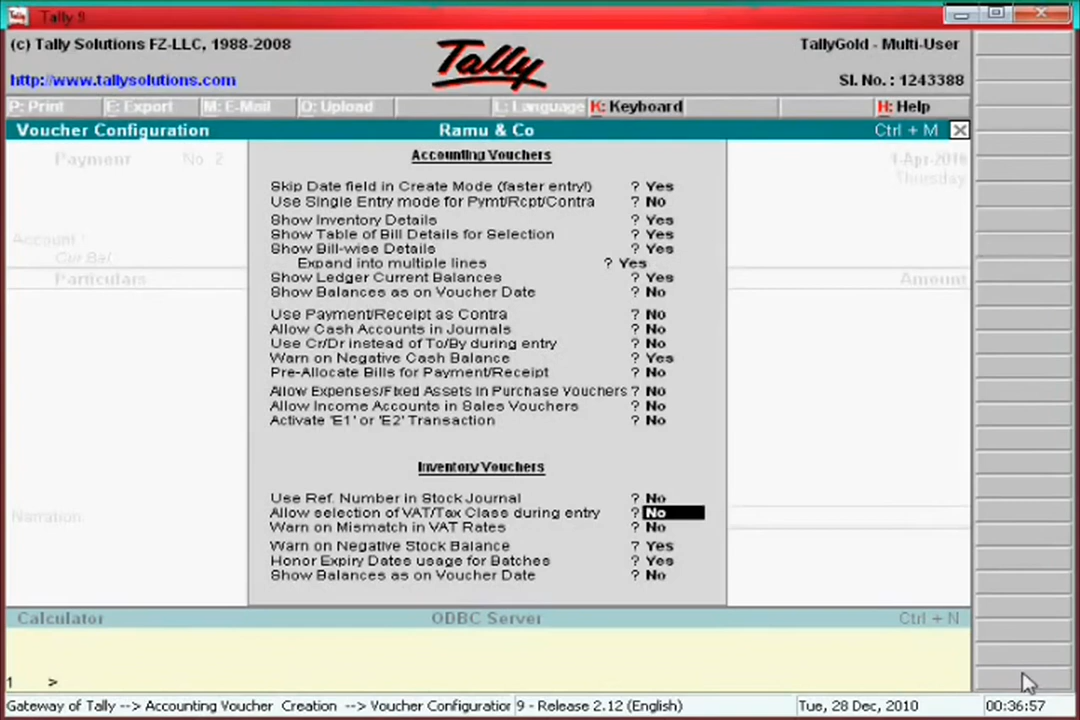 Tally 9
(c) Tally Solutions FZ-LLC, 1988-2008
Tally
TallyGold - Multi-User
http://www.tallysolutions.com
Sl. No. : 1243388
P: Print E: Export M: E-Mail O: Upload L: Language K: Keyboard H: Help
Voucher Configuration Ramu & Co Ctrl + M
Payment No. 2
1-Apr-2010
Thursday
Account :
Cur Bal
Particulars Amount
Accounting Vouchers
Skip Date field in Create Mode (faster entry!) ? Yes
Use Single Entry mode for Pymt/Rcpt/Contra ? No
Show Inventory Details ? Yes
Show Table of Bill Details for Selection ? Yes
Show Bill-wise Details ? Yes
Expand into multiple lines ? Yes
Show Ledger Current Balances ? Yes
Show Balances as on Voucher Date ? No
Use Payment/Receipt as Contra ? No
Allow Cash Accounts in Journals ? No
Use Cr/Dr instead of To/By during entry ? No
Warn on Negative Cash Balance ? Yes
Pre-Allocate Bills for Payment/Receipt ? No
Allow Expenses/Fixed Assets in Purchase Vouchers ? No
Allow Income Accounts in Sales Vouchers ? No
Activate 'E1' or 'E2' Transaction ? No
Inventory Vouchers
Use Ref. Number in Stock Journal ? No
Allow selection of VAT/Tax Class during entry ? No
Warn on Mismatch in VAT Rates ? No
Warn on Negative Stock Balance ? Yes
Honor Expiry Dates usage for Batches ? Yes
Show Balances as on Voucher Date ? No
Narration
Calculator ODBC Server Ctrl + N
1 >
Gateway of Tally --> Accounting Voucher Creation --> Voucher Configuration 9 - Release 2.12 (English) Tue, 28 Dec, 2010 00:36:57